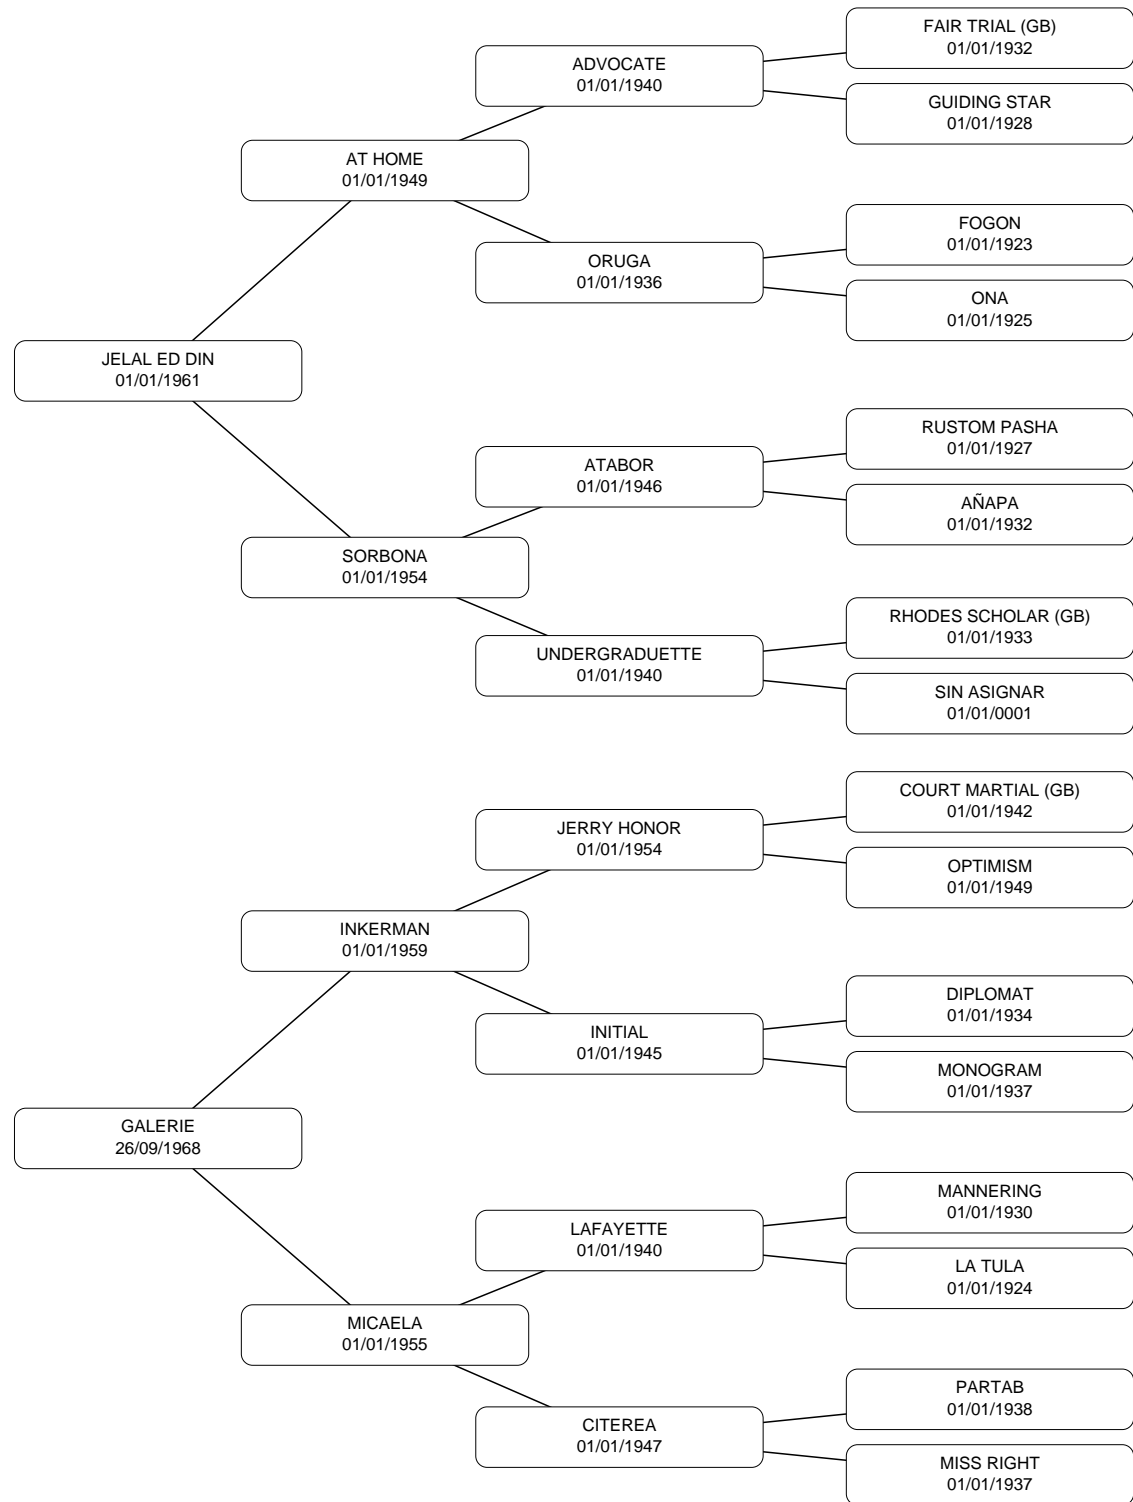 FAIR TRIAL (GB)
01/01/1932
ADVOCATE
01/01/1940
GUIDING STAR
01/01/1928
AT HOME
01/01/1949
FOGON
01/01/1923
ORUGA
01/01/1936
ONA
01/01/1925
JELAL ED DIN
01/01/1961
RUSTOM PASHA
01/01/1927
ATABOR
01/01/1946
AÑAPA
01/01/1932
SORBONA
01/01/1954
RHODES SCHOLAR (GB)
01/01/1933
UNDERGRADUETTE
01/01/1940
SIN ASIGNAR
01/01/0001
COURT MARTIAL (GB)
01/01/1942
JERRY HONOR
01/01/1954
OPTIMISM
01/01/1949
INKERMAN
01/01/1959
DIPLOMAT
01/01/1934
INITIAL
01/01/1945
MONOGRAM
01/01/1937
GALERIE
26/09/1968
MANNERING
01/01/1930
LAFAYETTE
01/01/1940
LA TULA
01/01/1924
MICAELA
01/01/1955
PARTAB
01/01/1938
CITEREA
01/01/1947
MISS RIGHT
01/01/1937